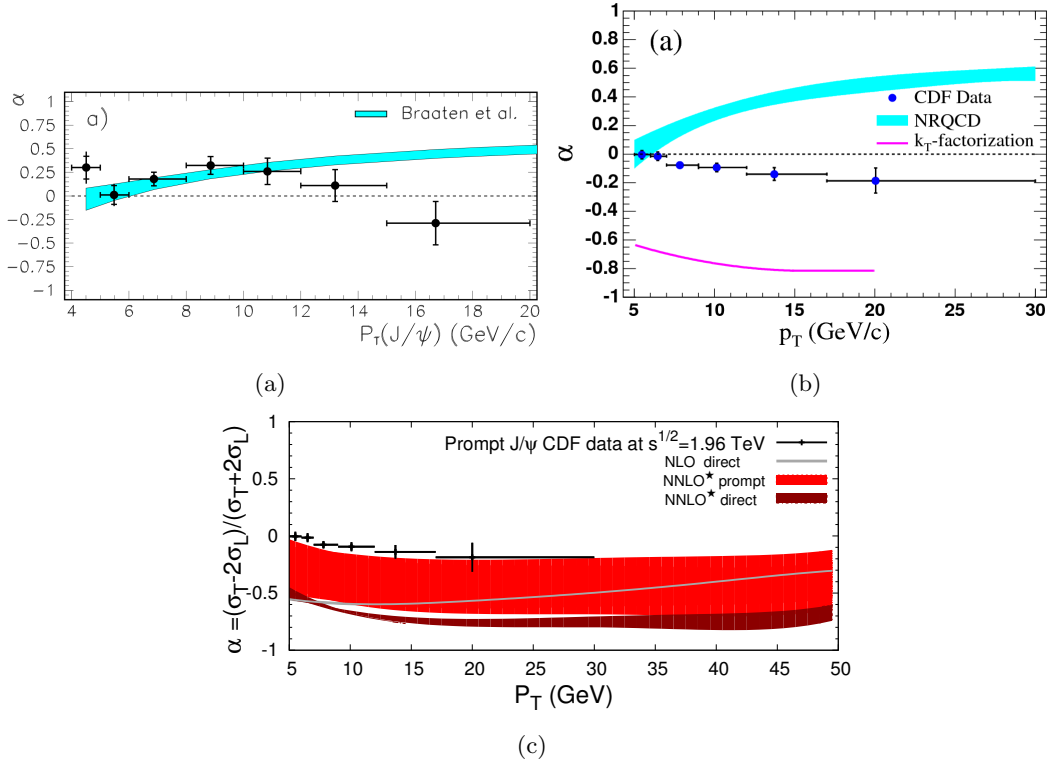 α
1
0.75
0.5
0.25
0
-0.25
-0.5
-0.75
-1
a)
Braaten et al.
4 6 8 10 12 14 16 18 20
P_T(J/ψ) (GeV/c)
(a)
α
1
0.8
0.6
0.4
0.2
0
-0.2
-0.4
-0.6
-0.8
-1
(a)
CDF Data
NRQCD
k_T-factorization
5 10 15 20 25 30
p_T (GeV/c)
(b)
α =(σ_T-2σ_L)/(σ_T+2σ_L)
1
0.5
0
-0.5
-1
Prompt J/ψ CDF data at s^{1/2}=1.96 TeV
NLO direct
NNLO★ prompt
NNLO★ direct
5 10 15 20 25 30 35 40 45 50
P_T (GeV)
(c)